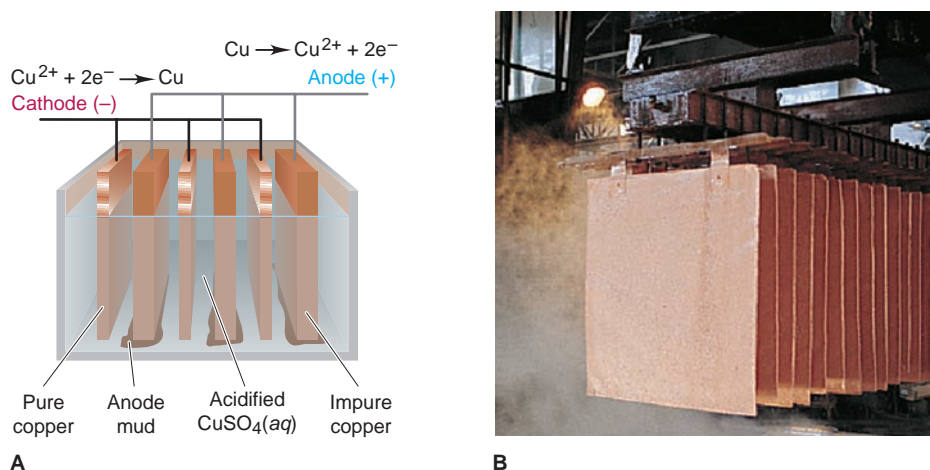 Cu → Cu2+ + 2e–
Cu2+ + 2e– → Cu
Anode (+)
Cathode (–)
Pure copper
Anode mud
Acidified CuSO4(aq)
Impure copper
A
B